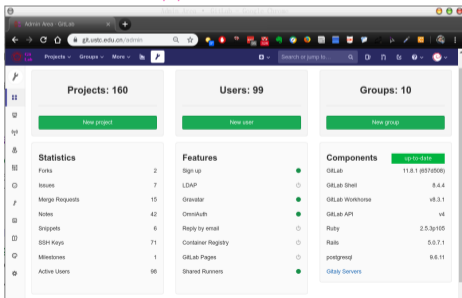 Admin Area · GitLab
git.ustc.edu.cn/admin
Projects Groups More
Search or jump to...
Projects: 160
Users: 99
Groups: 10
New project
New user
New group
Statistics
Forks 2
Issues 7
Merge Requests 15
Notes 42
Snippets 6
SSH Keys 71
Milestones 1
Active Users 98
Features
Sign up
LDAP
Gravatar
OmniAuth
Reply by email
Container Registry
GitLab Pages
Shared Runners
Components up-to-date
GitLab 11.8.1 (657d508)
GitLab Shell 8.4.4
GitLab Workhorse v8.3.1
GitLab API v4
Ruby 2.5.3p105
Rails 5.0.7.1
postgresql 9.6.11
Gitaly Servers